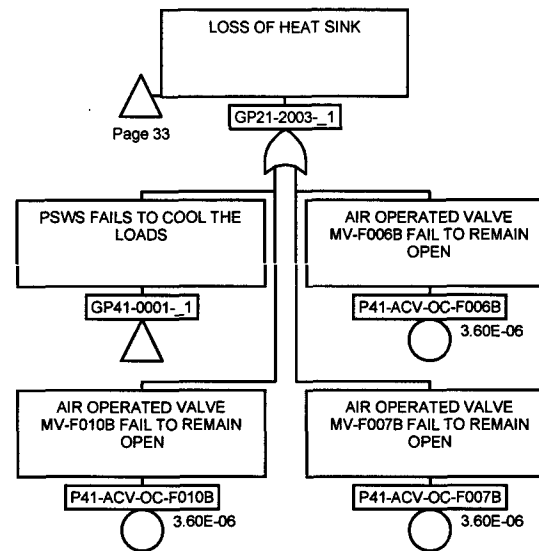 LOSS OF HEAT SINK
Page 33
GP21-2003-_1
PSWS FAILS TO COOL THE
LOADS
GP41-0001-_1
AIR OPERATED VALVE
MV-F006B FAIL TO REMAIN
OPEN
P41-ACV-OC-F006B
3.60E-06
AIR OPERATED VALVE
MV-F010B FAIL TO REMAIN
OPEN
P41-ACV-OC-F010B
3.60E-06
AIR OPERATED VALVE
MV-F007B FAIL TO REMAIN
OPEN
P41-ACV-OC-F007B
3.60E-06